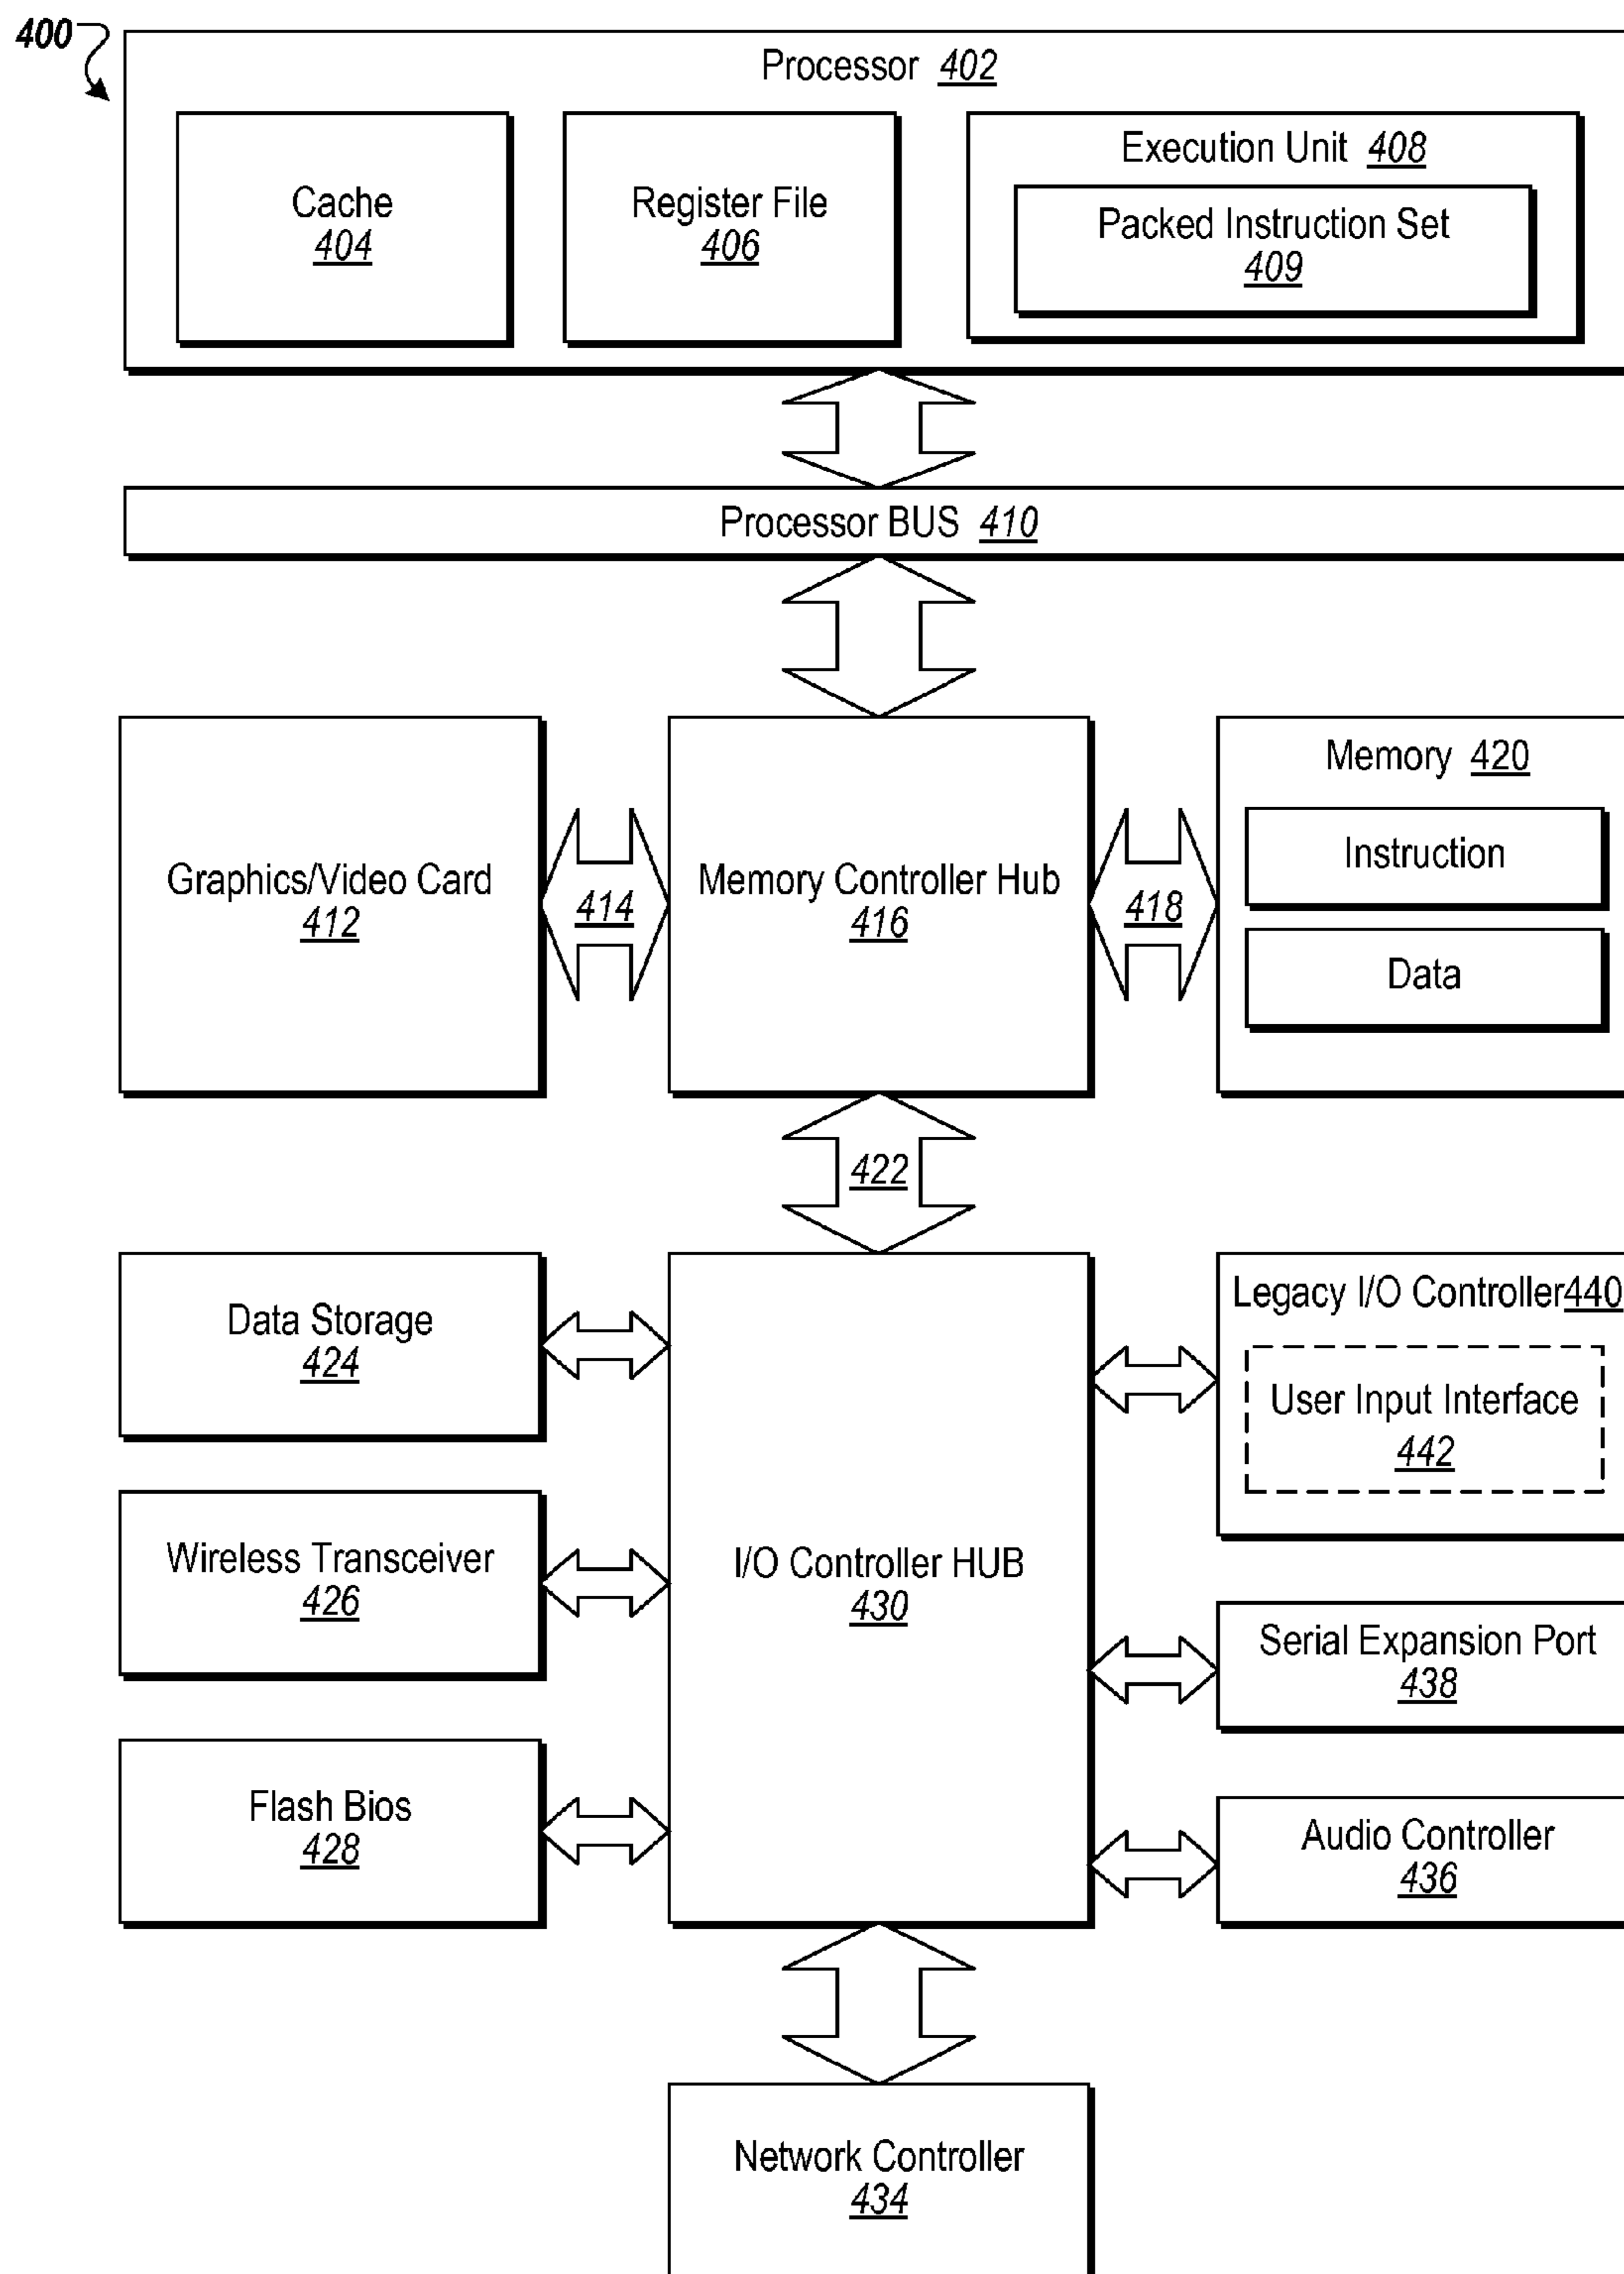 400
Processor 402
Cache
404
Register File
406
Execution Unit 408
Packed Instruction Set
409
Processor BUS 410
Graphics/Video Card
412
414
Memory Controller Hub
416
418
Memory 420
Instruction
Data
422
Data Storage
424
Wireless Transceiver
426
Flash Bios
428
I/O Controller HUB
430
Legacy I/O Controller440
User Input Interface
442
Serial Expansion Port
438
Audio Controller
436
Network Controller
434